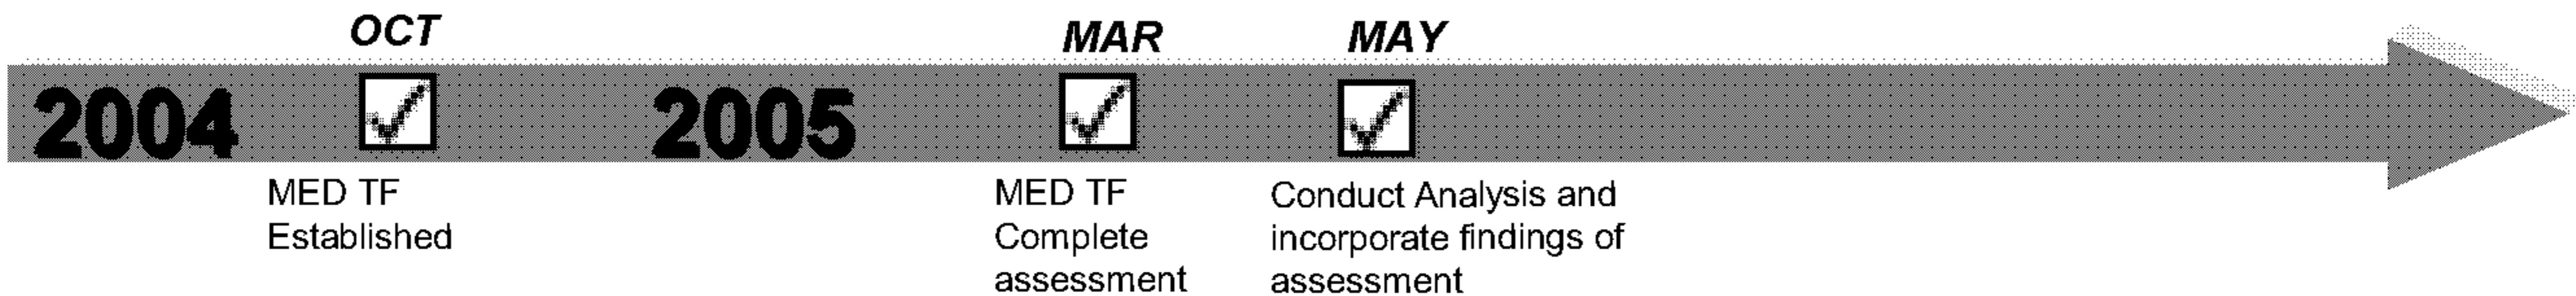 OCT
MAR
MAY
2004
2005
MED TF
Established
MED TF
Complete
assessment
Conduct Analysis and
incorporate findings of
assessment